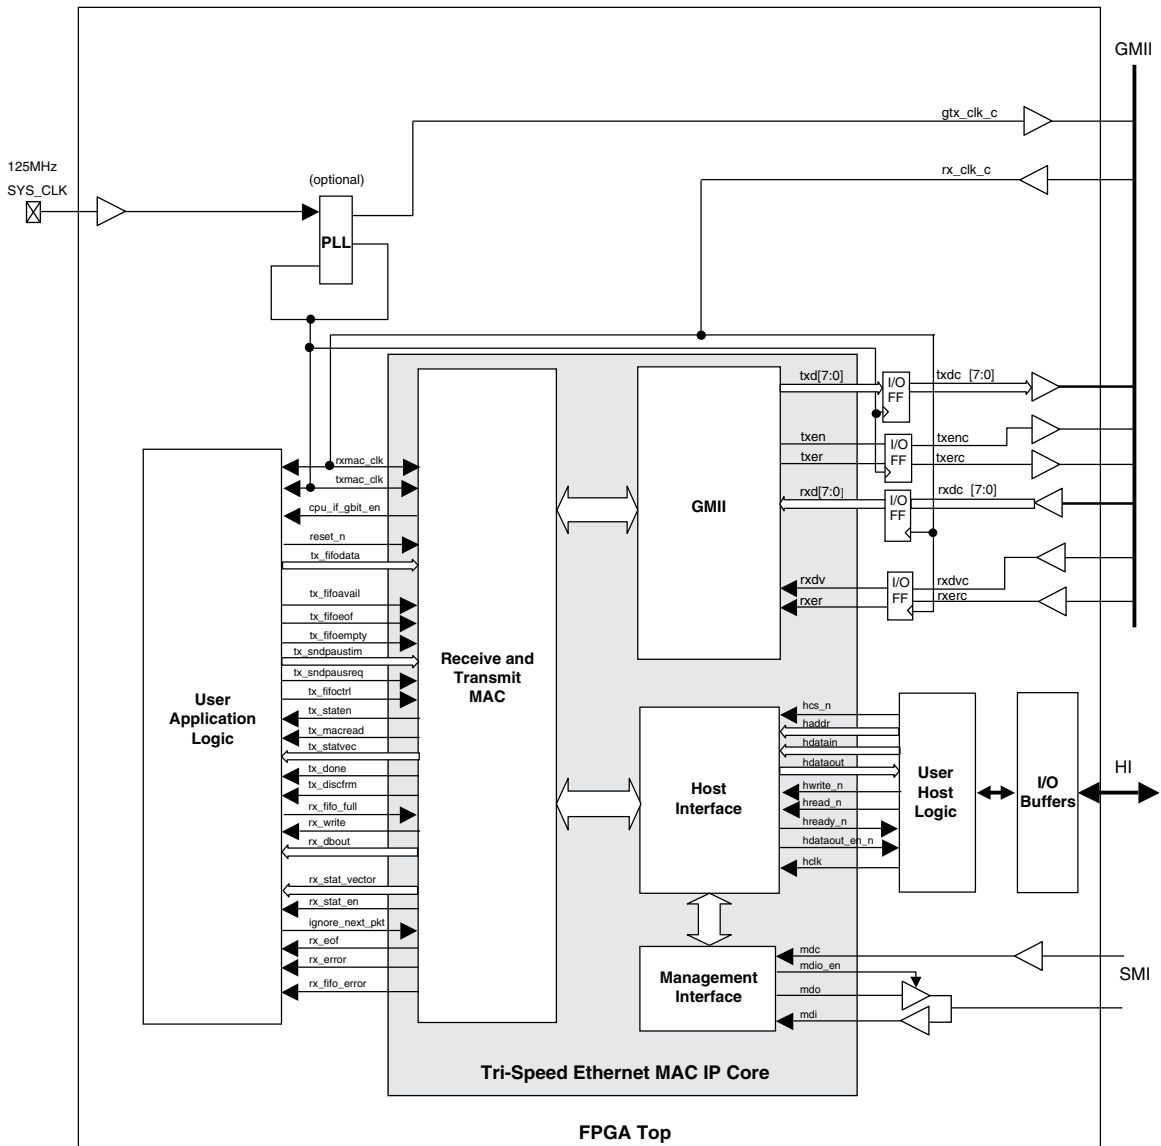 GMII
gtx_clk_c
125MHz
SYS_CLK
(optional)
PLL
rx_clk_c
txd[7:0]
I/O
FF
txdc [7:0]
txen
txer
I/O
FF
txenc
txerc
rxd[7:0]
I/O
FF
rxdc [7:0]
GMII
rxdv
rxer
I/O
FF
rxdvc
rxerc
rxmac_clk
txmac_clk
cpu_if_gbit_en
reset_n
tx_fifodata
tx_fifoavail
tx_fifoeof
tx_fifoempty
tx_sndpaustim
tx_sndpausreq
tx_fifoctrl
tx_staten
tx_macread
tx_statvec
tx_done
tx_discfrm
rx_fifo_full
rx_write
rx_dbout
rx_stat_vector
rx_stat_en
ignore_next_pkt
rx_eof
rx_error
rx_fifo_error
User
Application
Logic
Receive and
Transmit
MAC
Host
Interface
hcs_n
haddr
hdatain
hdataout
hwrite_n
hread_n
hready_n
hdataout_en_n
hclk
User
Host
Logic
I/O
Buffers
HI
Management
Interface
mdc
mdio_en
mdo
mdi
SMI
Tri-Speed Ethernet MAC IP Core
FPGA Top